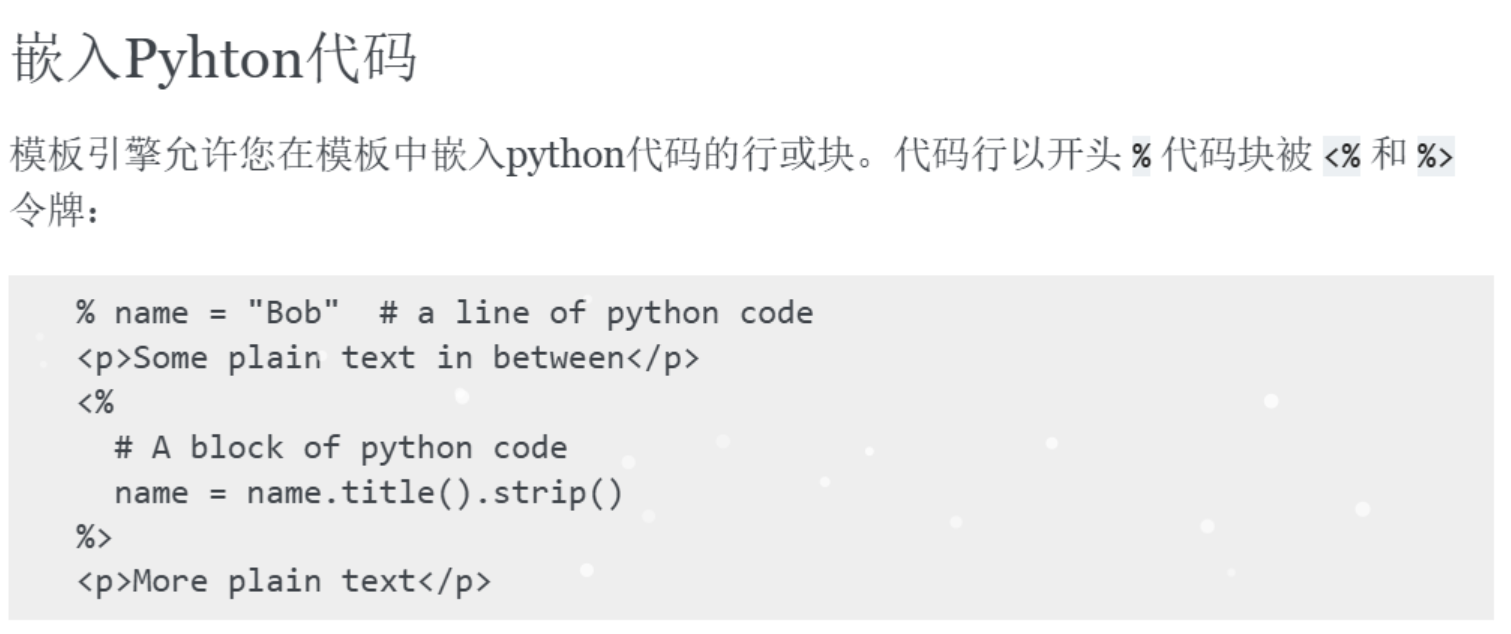 嵌入Pyhton代码
模板引擎允许您在模板中嵌入python代码的行或块。代码行以开头 % 代码块被 <% 和 %>
令牌：
% name = "Bob"  # a line of python code
<p>Some plain text in between</p>
<%
  # A block of python code
  name = name.title().strip()
%>
<p>More plain text</p>